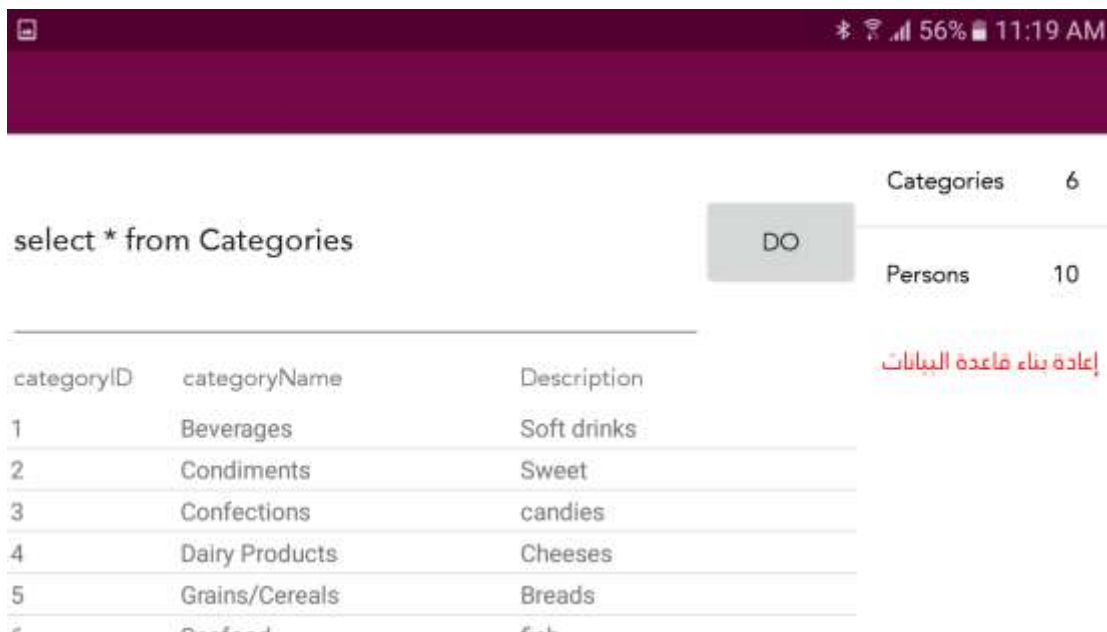 56% 11:19 AM
Categories 6
select * from Categories
DO
Persons 10
إعادة بناء قاعدة البيانات
categoryID categoryName Description
1 Beverages Soft drinks
2 Condiments Sweet
3 Confections candies
4 Dairy Products Cheeses
5 Grains/Cereals Breads